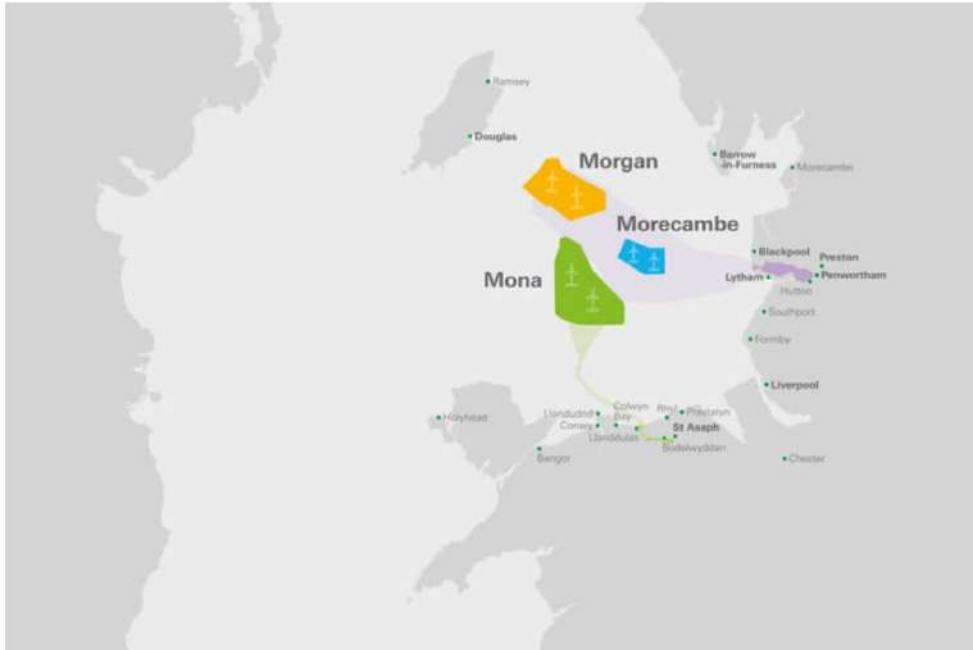 Ramsey
Douglas
Morgan
Barrow
-in-Furness
Morecambe
Morecambe
Blackpool
Preston
Mona
Lytham
Penwortham
Hutton
Southport
Formby
Liverpool
Holyhead
Llandudno
Colwyn
Bay
Rhyl
Prestatyn
Conwy
St Asaph
Llanddulas
Bodelwyddan
Bangor
Chester